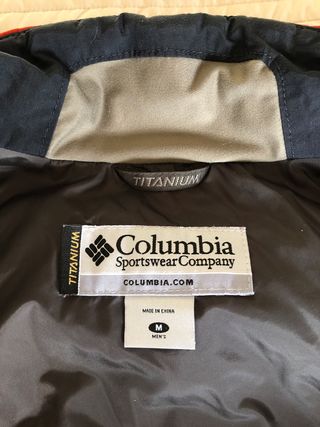 TITANIUM
TITANIUM
Columbia
Sportswear Company
COLUMBIA.COM
MADE IN CHINA
M
MEN'S